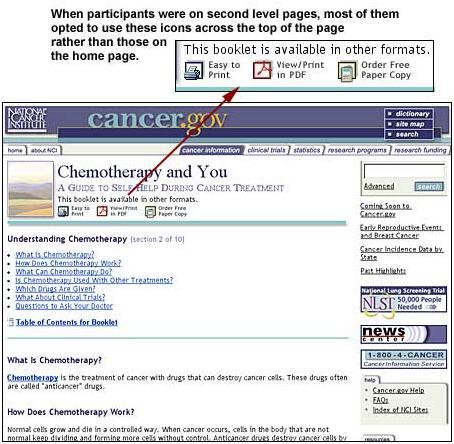 When participants were on second level pages, most of them
opted to use these icons across the top of the page
rather than those on
the home page.
This booklet is available in other formats.
Easy to Print
View/Print in PDF
Order Free Paper Copy
NATIONAL CANCER INSTITUTE
cancer.gov
dictionary
site map
search
home about NCI cancer information clinical trials statistics research programs research funding
Chemotherapy and You
A GUIDE TO SELF-HELP DURING CANCER TREATMENT
This booklet is available in other formats.
Easy to Print
View/Print in PDF
Order Free Paper Copy
Understanding Chemotherapy (section 2 of 10)
• What Is Chemotherapy?
• How Does Chemotherapy Work?
• What Can Chemotherapy Do?
• Is Chemotherapy Used With Other Treatments?
• Which Drugs Are Given?
• What About Clinical Trials?
• Questions to Ask Your Doctor
Table of Contents for Booklet
What Is Chemotherapy?
Chemotherapy is the treatment of cancer with drugs that can destroy cancer cells. These drugs often
are called "anticancer" drugs.
How Does Chemotherapy Work?
Normal cells grow and die in a controlled way. When cancer occurs, cells in the body that are not
normal keep dividing and forming more cells without control. Anticancer drugs destroy cancer cells by
Advanced search
Coming Soon to
Cancer.gov
Early Reproductive Events
and Breast Cancer
Cancer Incidence Data by
State
Past Highlights
National Lung Screening Trial
NLST 50,000 People
Needed
news
center
1-800-4-CANCER
Cancer Information Service
help
• Cancer.gov Help
• FAQs
• Index of NCI Sites
resources